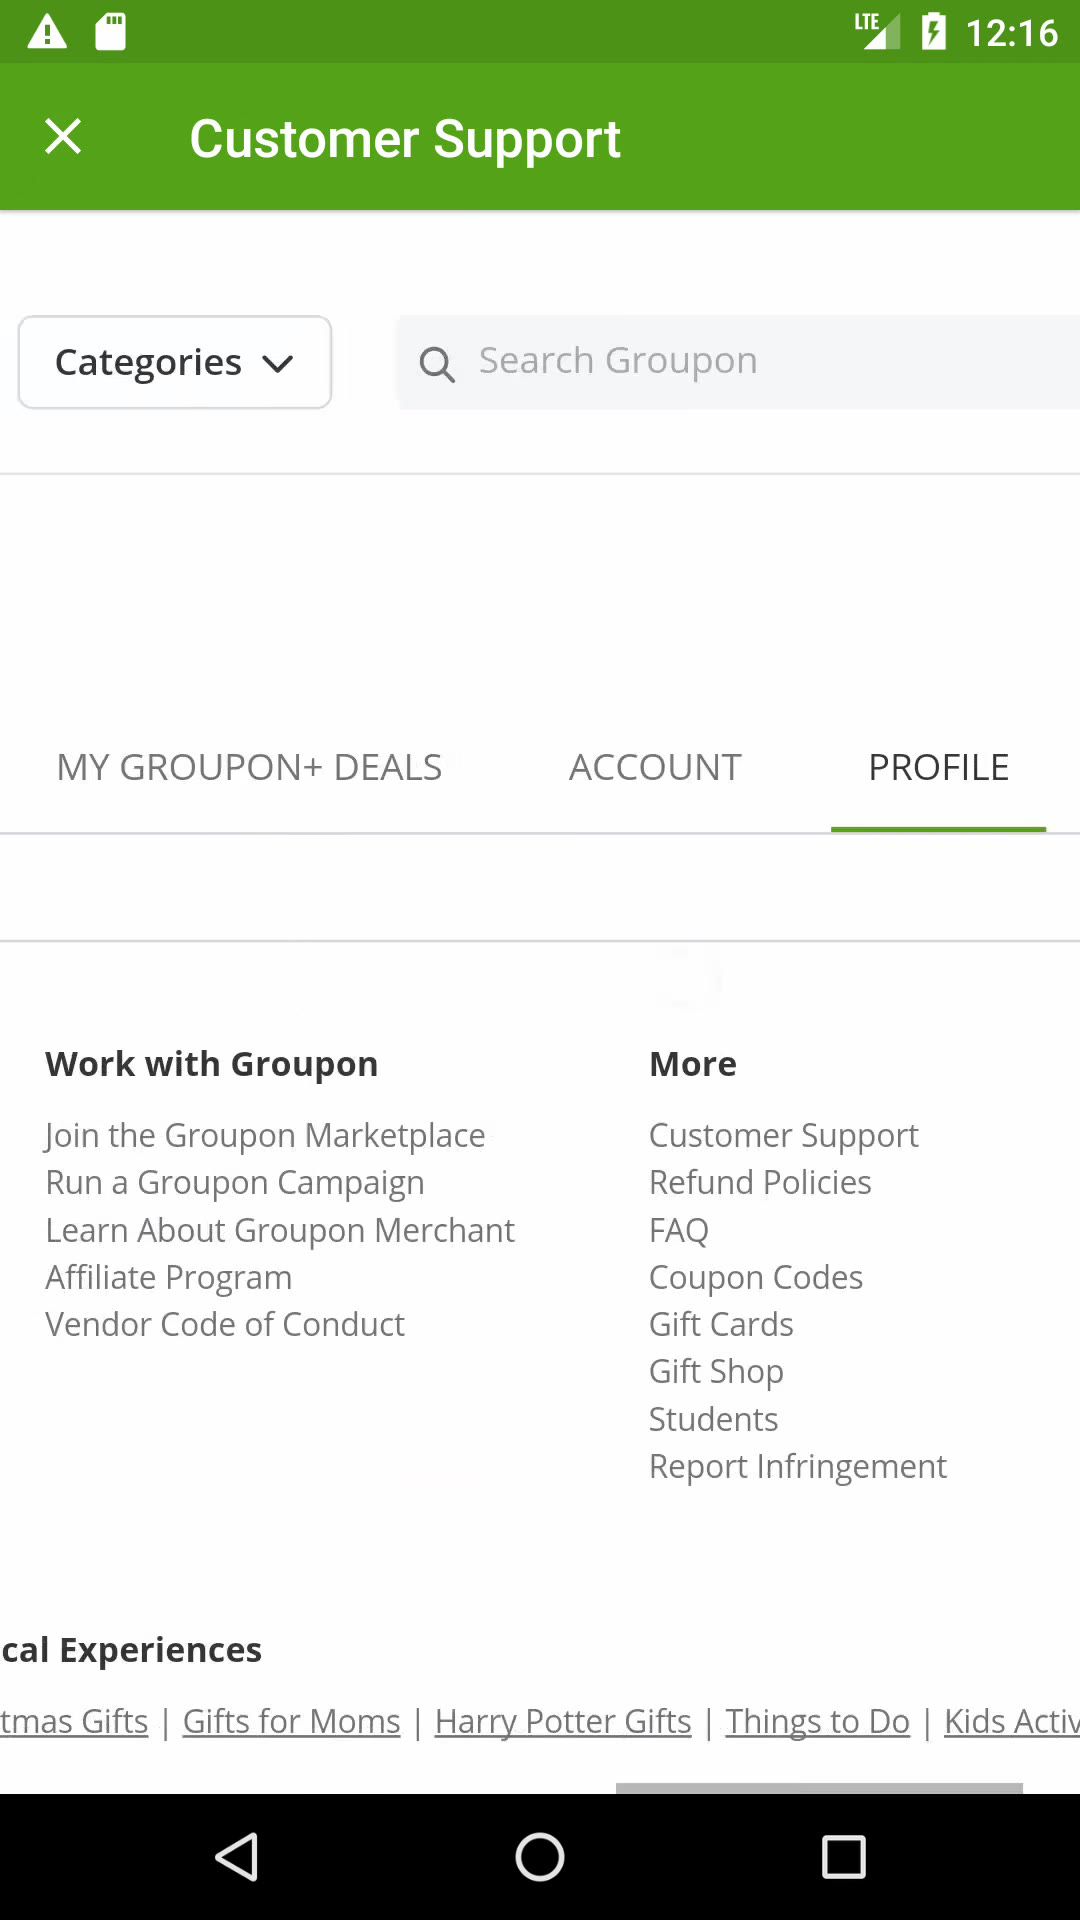 LTE 12:16
Customer Support
Categories
Search Groupon
MY GROUPON+ DEALS ACCOUNT PROFILE
Work with Groupon
Join the Groupon Marketplace
Run a Groupon Campaign
Learn About Groupon Merchant
Affiliate Program
Vendor Code of Conduct
More
Customer Support
Refund Policies
FAQ
Coupon Codes
Gift Cards
Gift Shop
Students
Report Infringement
cal Experiences
tmas Gifts | Gifts for Moms | Harry Potter Gifts | Things to Do | Kids Activ